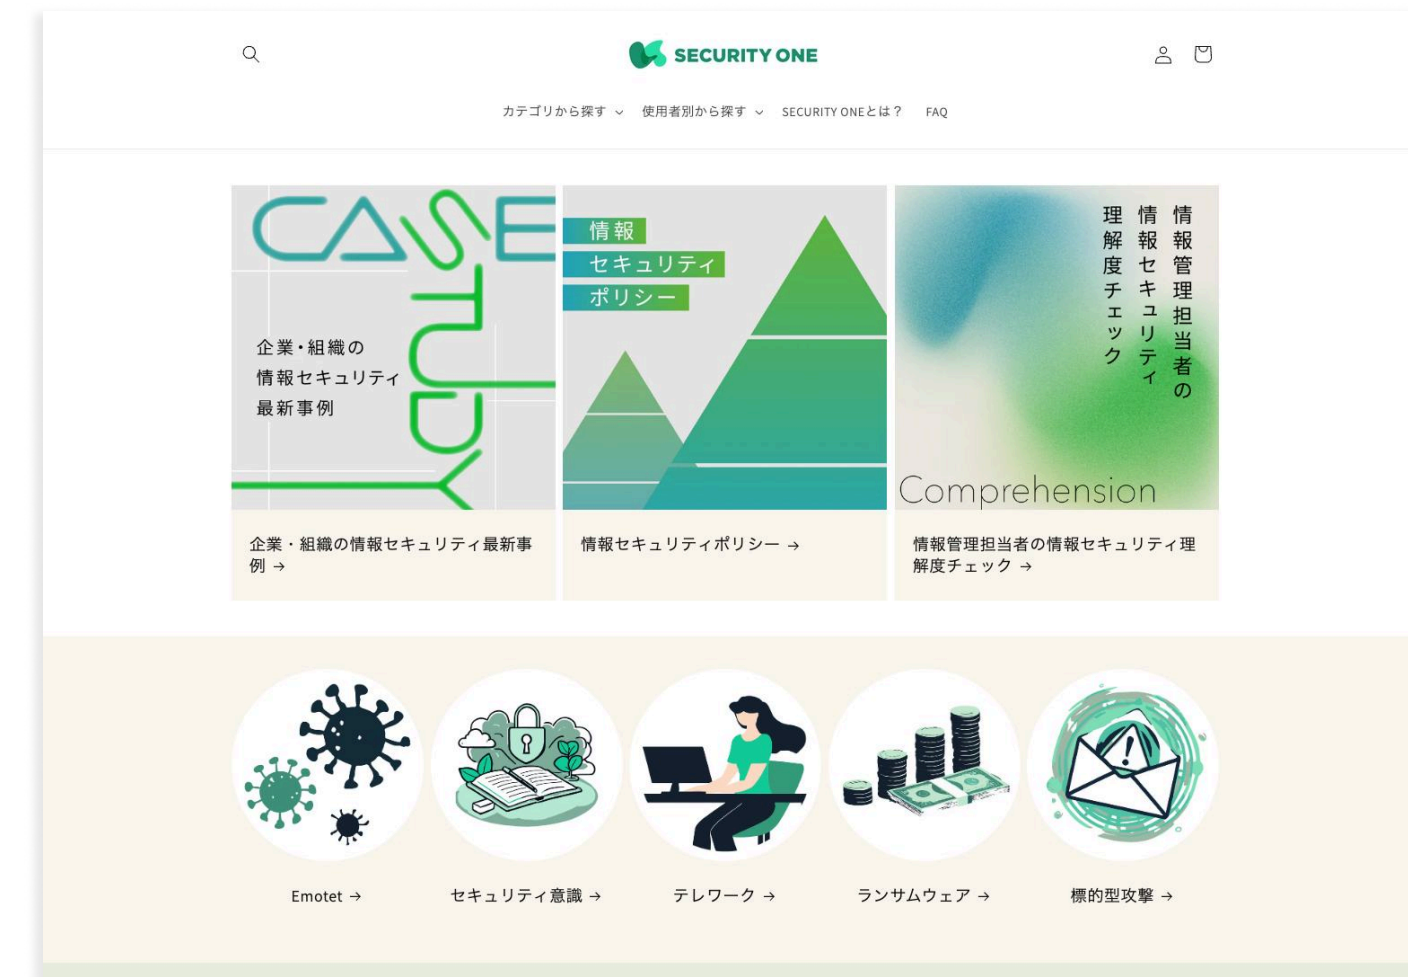 SECURITY ONE
カテゴリから探す 使用者別から探す SECURITY ONEとは？ FAQ
CASE
STUDY
企業・組織の
情報セキュリティ
最新事例
情報
セキュリティ
ポリシー
情報管理担当者の
情報セキュリティ
理解度チェック
Comprehension
企業・組織の情報セキュリティ最新事
例 →
情報セキュリティポリシー →
情報管理担当者の情報セキュリティ理
解度チェック →
Emotet →
セキュリティ意識 →
テレワーク →
ランサムウェア →
標的型攻撃 →